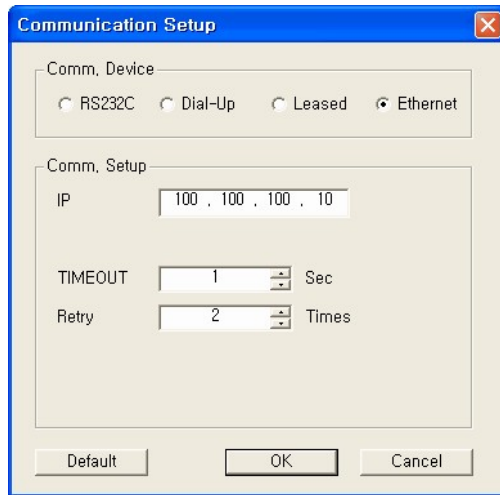 Communication Setup
Comm, Device
RS232C Dial-Up Leased Ethernet
Comm, Setup
IP 100 , 100 , 100 , 10
TIMEOUT 1 Sec
Retry 2 Times
Default OK Cancel